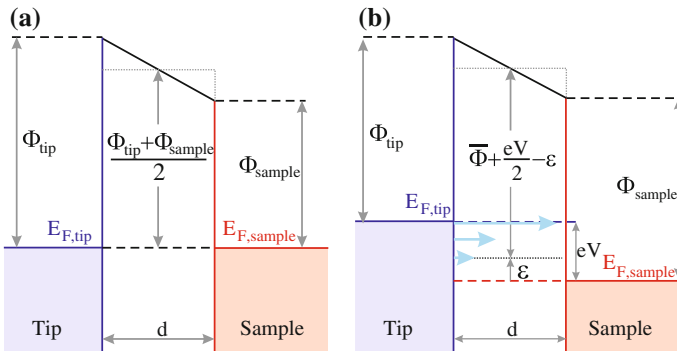 (a)
Φtip
Φtip+Φsample
2
Φsample
EF,tip
EF,sample
Tip
d
Sample
(b)
Φtip
Φ̅+eV/2-ε
Φsample
EF,tip
eV
EF,sample
ε
Tip
d
Sample